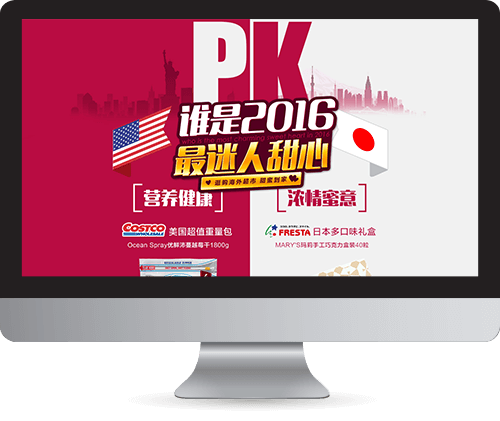 PK
谁是2016
最迷人甜心
逛购海外超市 甜蜜到家
营养健康
浓情蜜意
COSTCO WHOLESALE 美国超值重量包
FRESTA 日本多口味礼盒
Ocean Spray优鲜沛蔓越莓干1800g
MARY'S玛莉手工巧克力盒装40粒